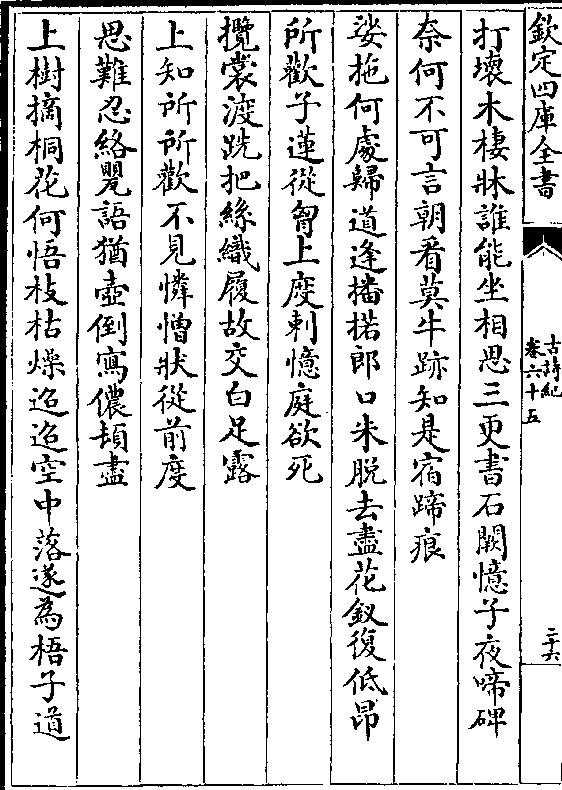 欽定四庫全書
古詩紀
卷六十五
二十六
打壞木棲牀誰能坐相思三更書石闕憶子夜啼碑
奈何不可言朝看莫牛跡知是宿蹄痕
娑拖何處歸道逢播掿郎口朱脫去盡花釵復低昂
所歡子蓮從胷上度刺憶庭欲死
攬裳渡跣把絲織履故交白足露
上知所所歡不見憐憎狀從前度
思難忍絡甖語猶壺倒寫儂頓盡
上樹摘桐花何悟枝枯燥迢迢空中落遂為梧子道